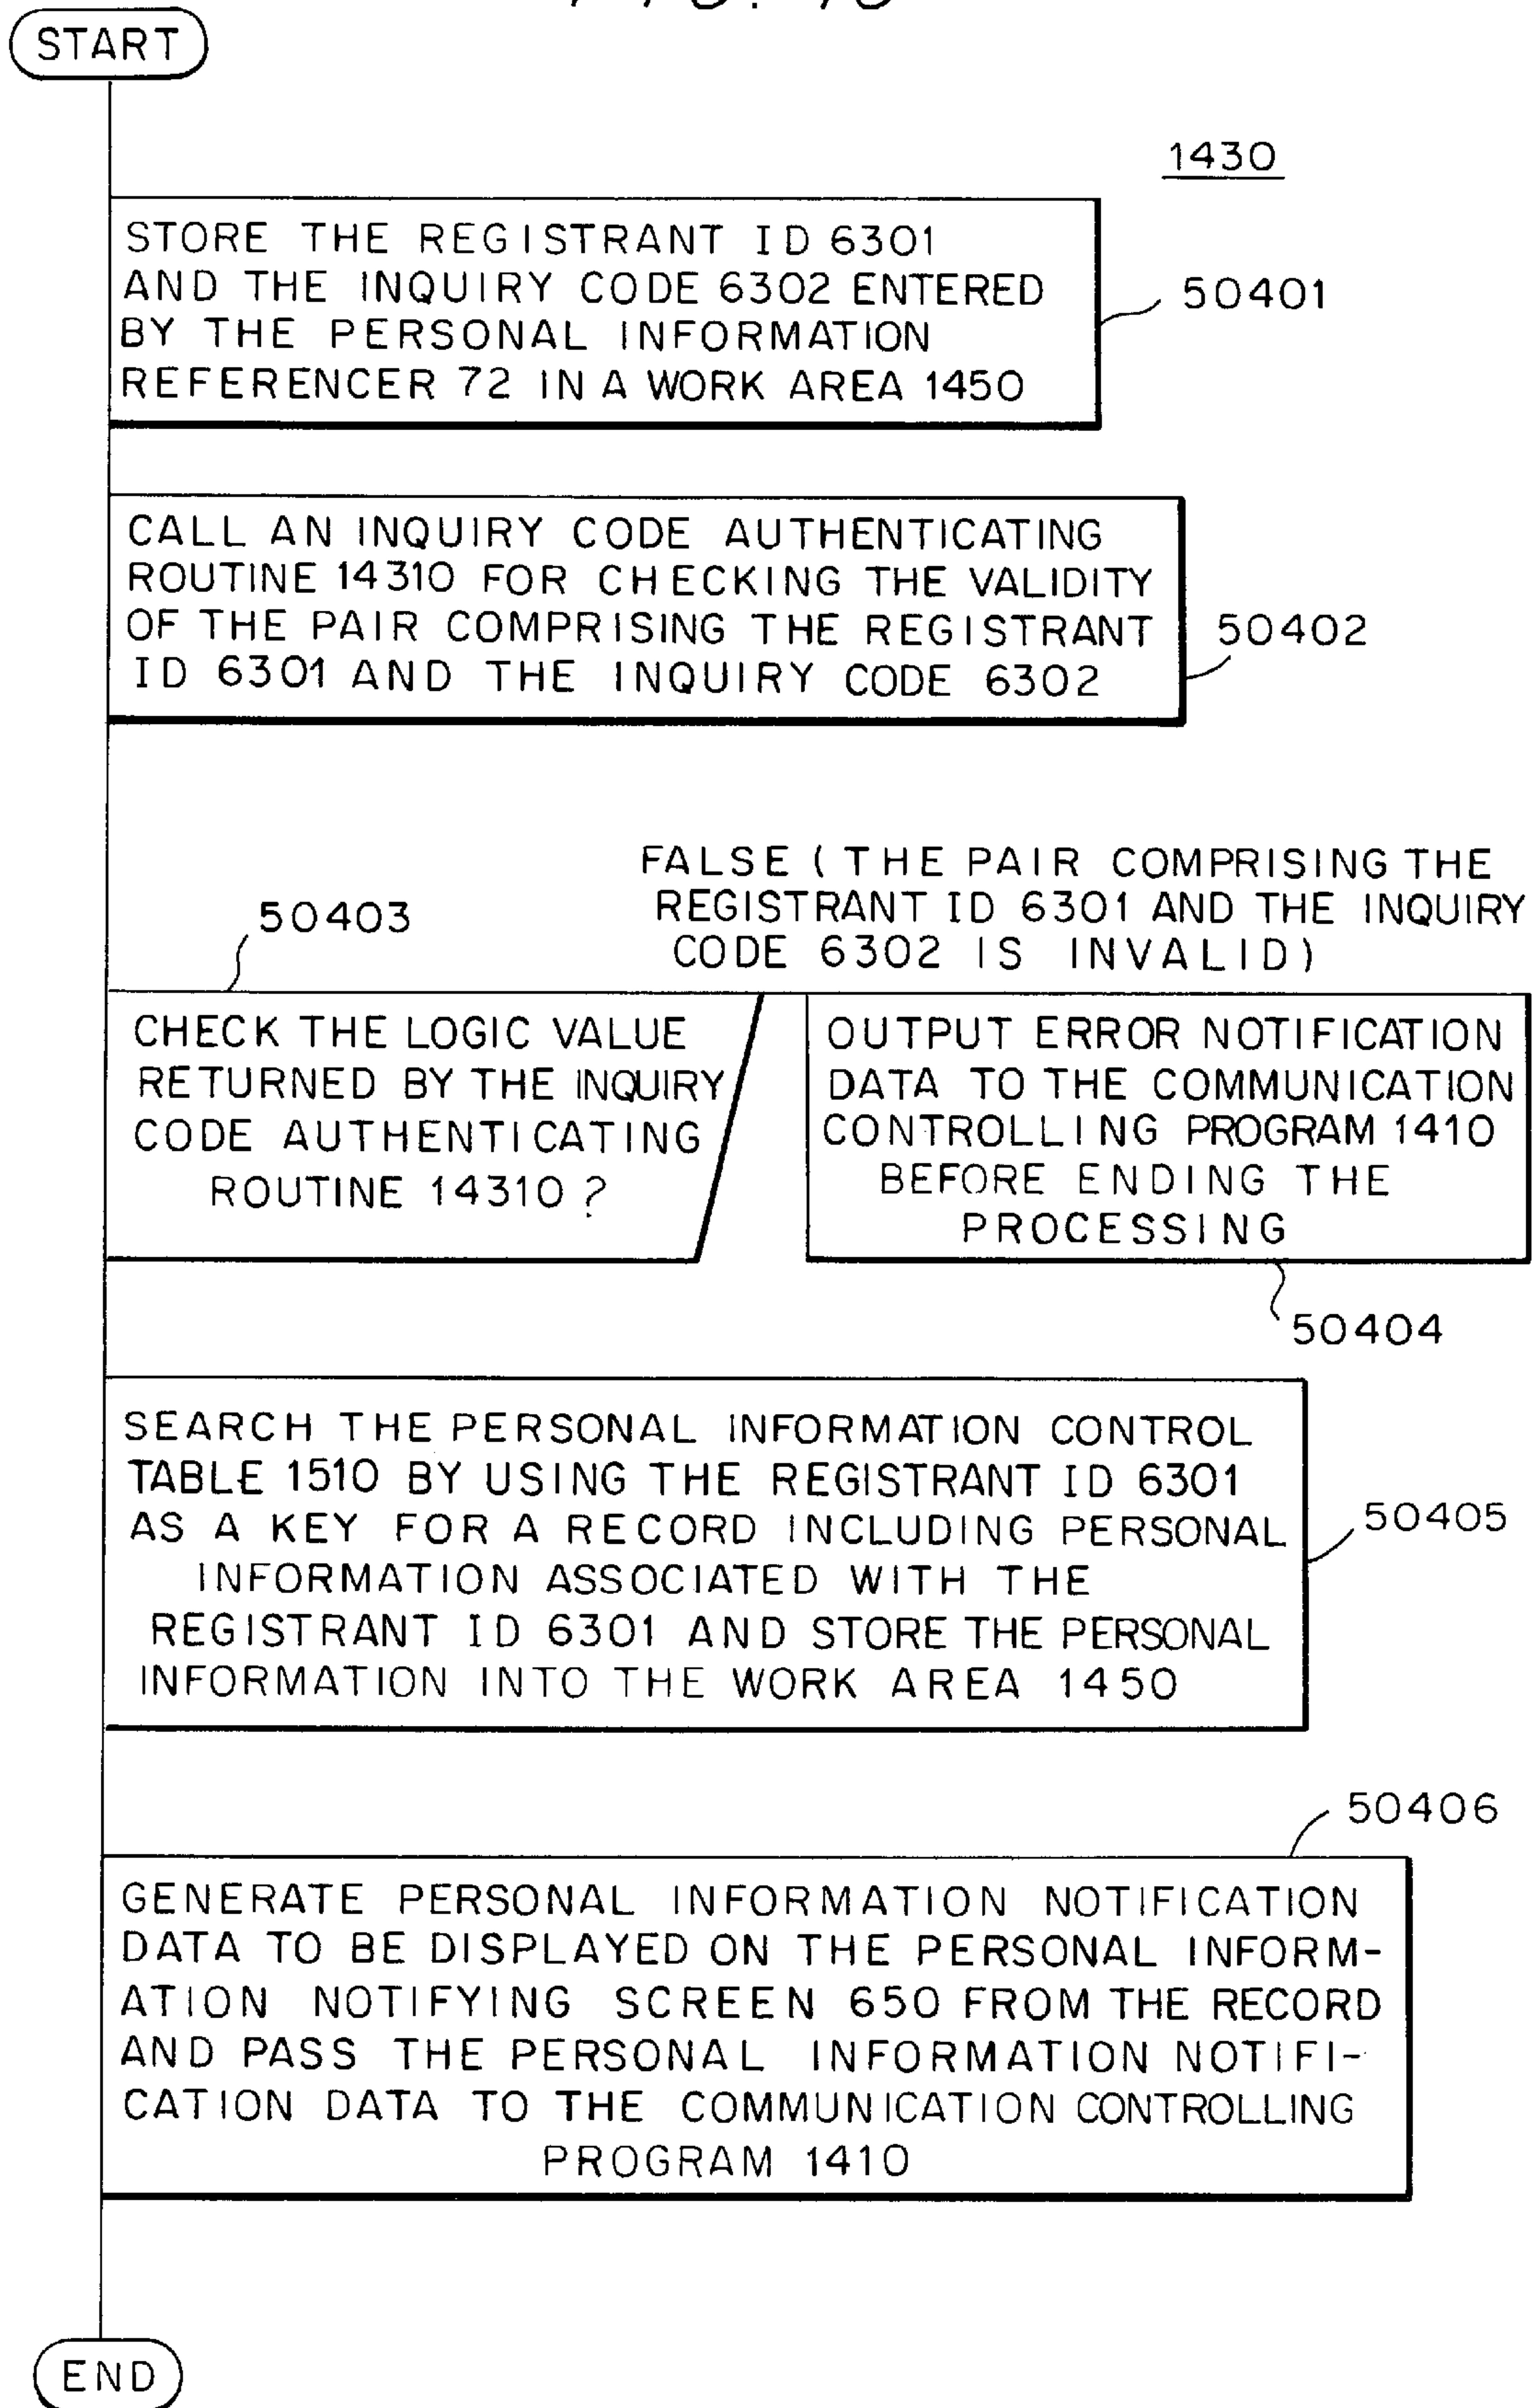 START
1430
STORE THE REGISTRANT ID 6301
AND THE INQUIRY CODE 6302 ENTERED
BY THE PERSONAL INFORMATION
REFERENCER 72 IN A WORK AREA 1450
50401
CALL AN INQUIRY CODE AUTHENTICATING
ROUTINE 14310 FOR CHECKING THE VALIDITY
OF THE PAIR COMPRISING THE REGISTRANT
ID 6301 AND THE INQUIRY CODE 6302
50402
FALSE (THE PAIR COMPRISING THE
REGISTRANT ID 6301 AND THE INQUIRY
CODE 6302 IS INVALID)
50403
CHECK THE LOGIC VALUE
RETURNED BY THE INQUIRY
CODE AUTHENTICATING
ROUTINE 14310 ?
OUTPUT ERROR NOTIFICATION
DATA TO THE COMMUNICATION
CONTROLLING PROGRAM 1410
BEFORE ENDING THE
PROCESSING
50404
SEARCH THE PERSONAL INFORMATION CONTROL
TABLE 1510 BY USING THE REGISTRANT ID 6301
AS A KEY FOR A RECORD INCLUDING PERSONAL
INFORMATION ASSOCIATED WITH THE
REGISTRANT ID 6301 AND STORE THE PERSONAL
INFORMATION INTO THE WORK AREA 1450
50405
50406
GENERATE PERSONAL INFORMATION NOTIFICATION
DATA TO BE DISPLAYED ON THE PERSONAL INFORM-
ATION NOTIFYING SCREEN 650 FROM THE RECORD
AND PASS THE PERSONAL INFORMATION NOTIFI-
CATION DATA TO THE COMMUNICATION CONTROLLING
PROGRAM 1410
END